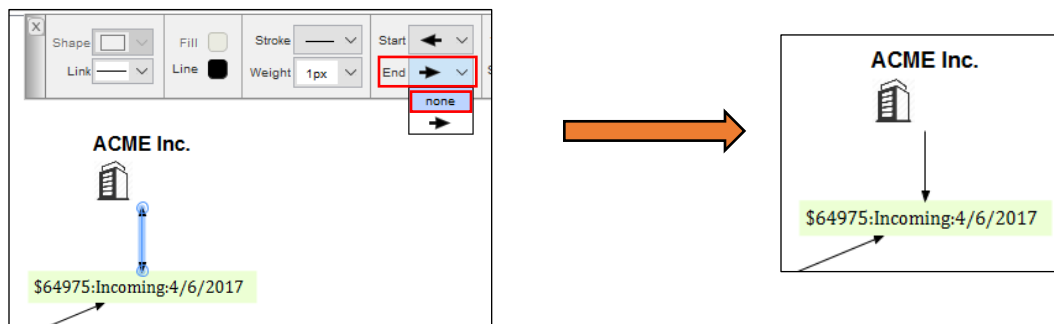 X
Shape
Fill
Stroke
Start
Link
Line
Weight 1px
End
none
ACME Inc.
$64975:Incoming:4/6/2017
ACME Inc.
$64975:Incoming:4/6/2017